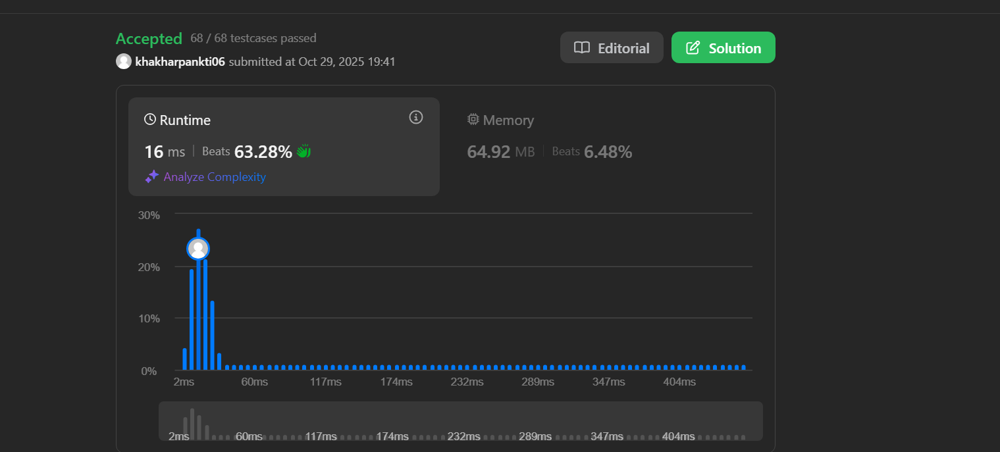 Accepted 68 / 68 testcases passed
khakharpankti06 submitted at Oct 29, 2025 19:41
Editorial
Solution
Runtime
16 ms | Beats 63.28%
Analyze Complexity
Memory
64.92 MB | Beats 6.48%
30%
20%
10%
0%
2ms 60ms 117ms 174ms 232ms 289ms 347ms 404ms
2ms 60ms 117ms 174ms 232ms 289ms 347ms 404ms